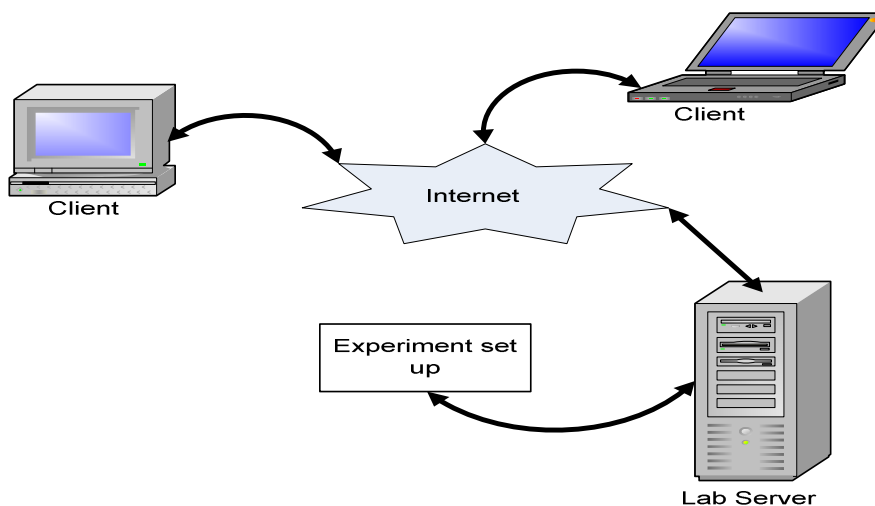 Client
Client
Internet
Experiment set
up
Lab Server